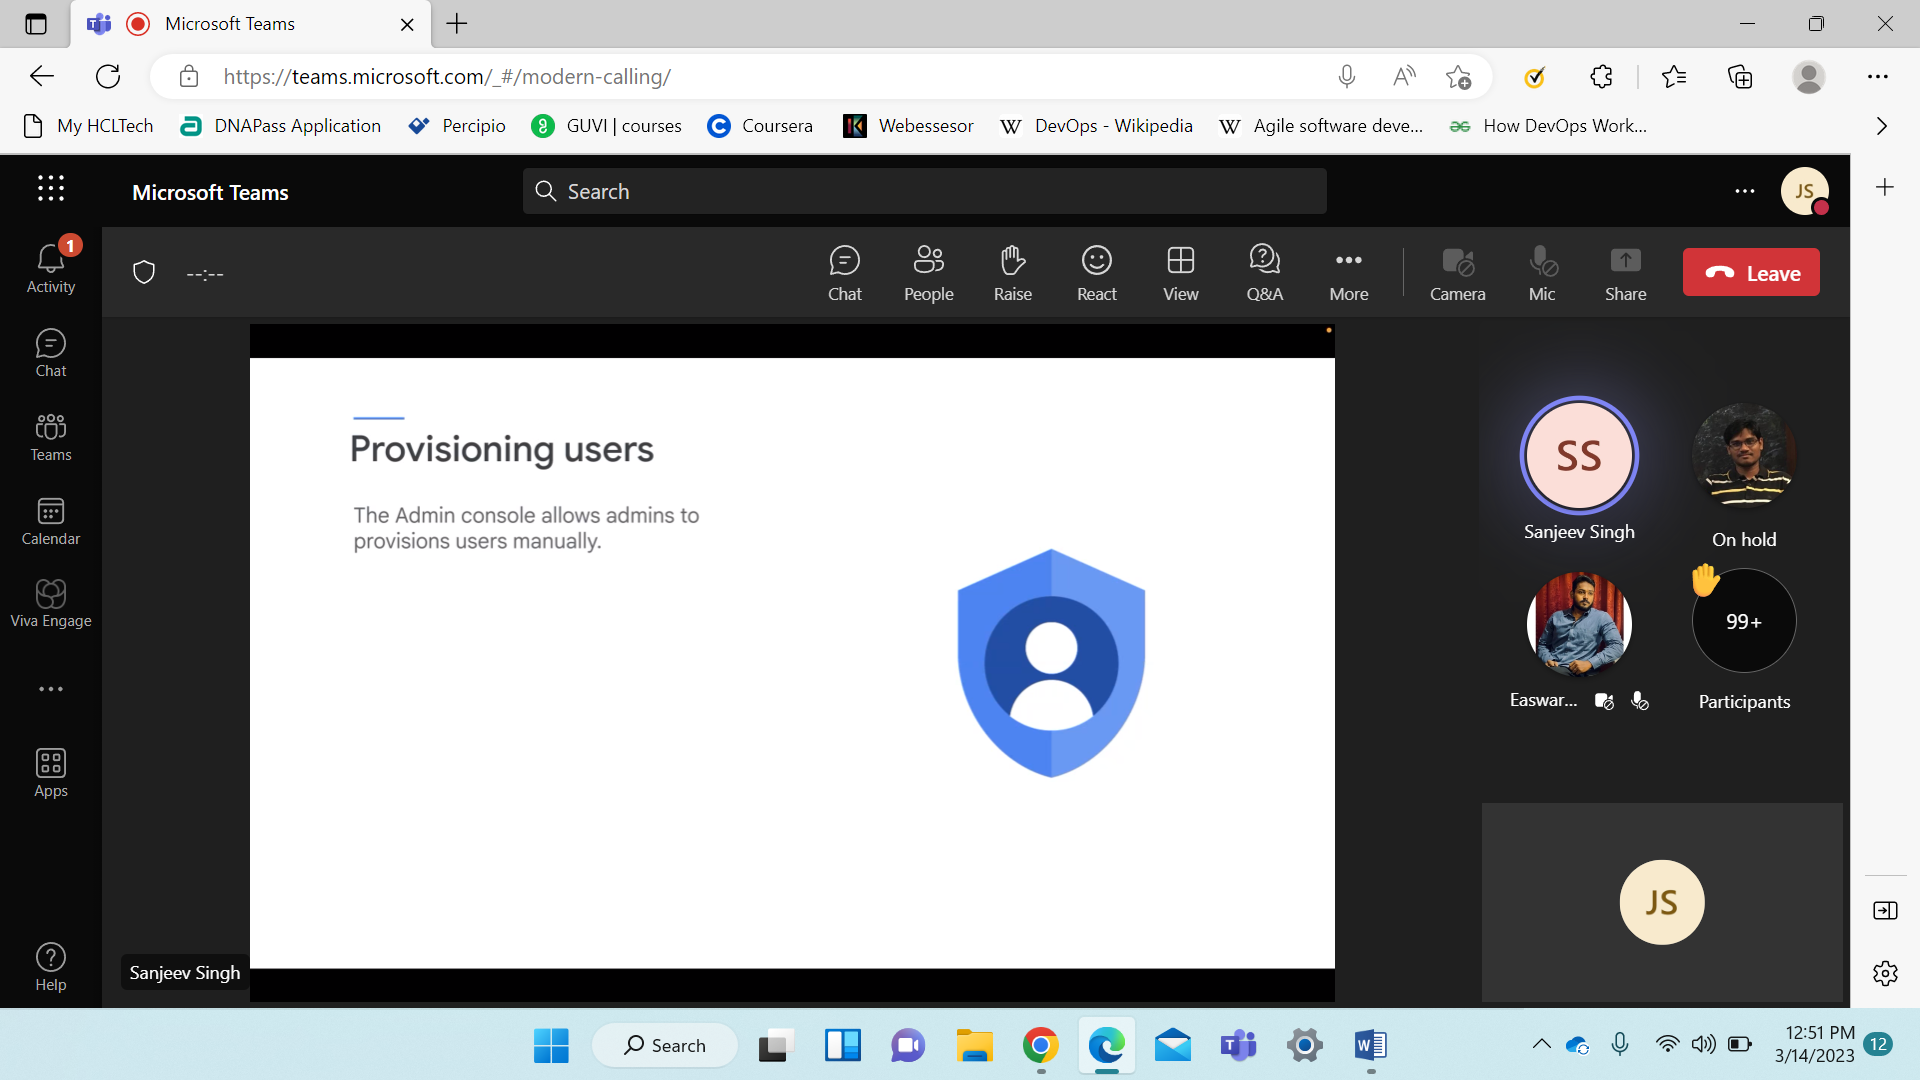 Microsoft Teams
https://teams.microsoft.com/_#/modern-calling/
My HCLTech
DNAPass Application
Percipio
GUVI | courses
Coursera
Webessesor
DevOps - Wikipedia
Agile software deve...
How DevOps Work...
Microsoft Teams
Search
JS
1
Activity
Chat
Teams
Calendar
Viva Engage
Apps
Help
--:--
Chat
People
Raise
React
View
Q&A
More
Camera
Mic
Share
Leave
Provisioning users
The Admin console allows admins to
provisions users manually.
Sanjeev Singh
SS
Sanjeev Singh
On hold
Easwar...
99+
Participants
JS
Search
12:51 PM
3/14/2023
12